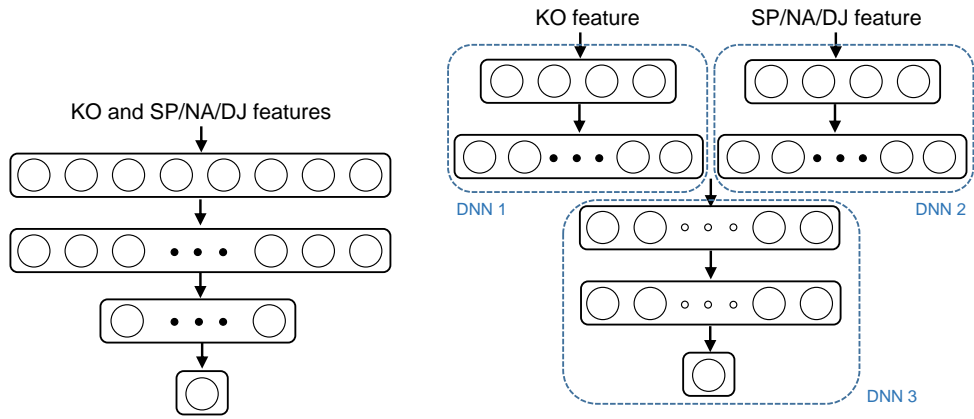 KO and SP/NA/DJ features
KO feature
SP/NA/DJ feature
DNN 1
DNN 2
DNN 3